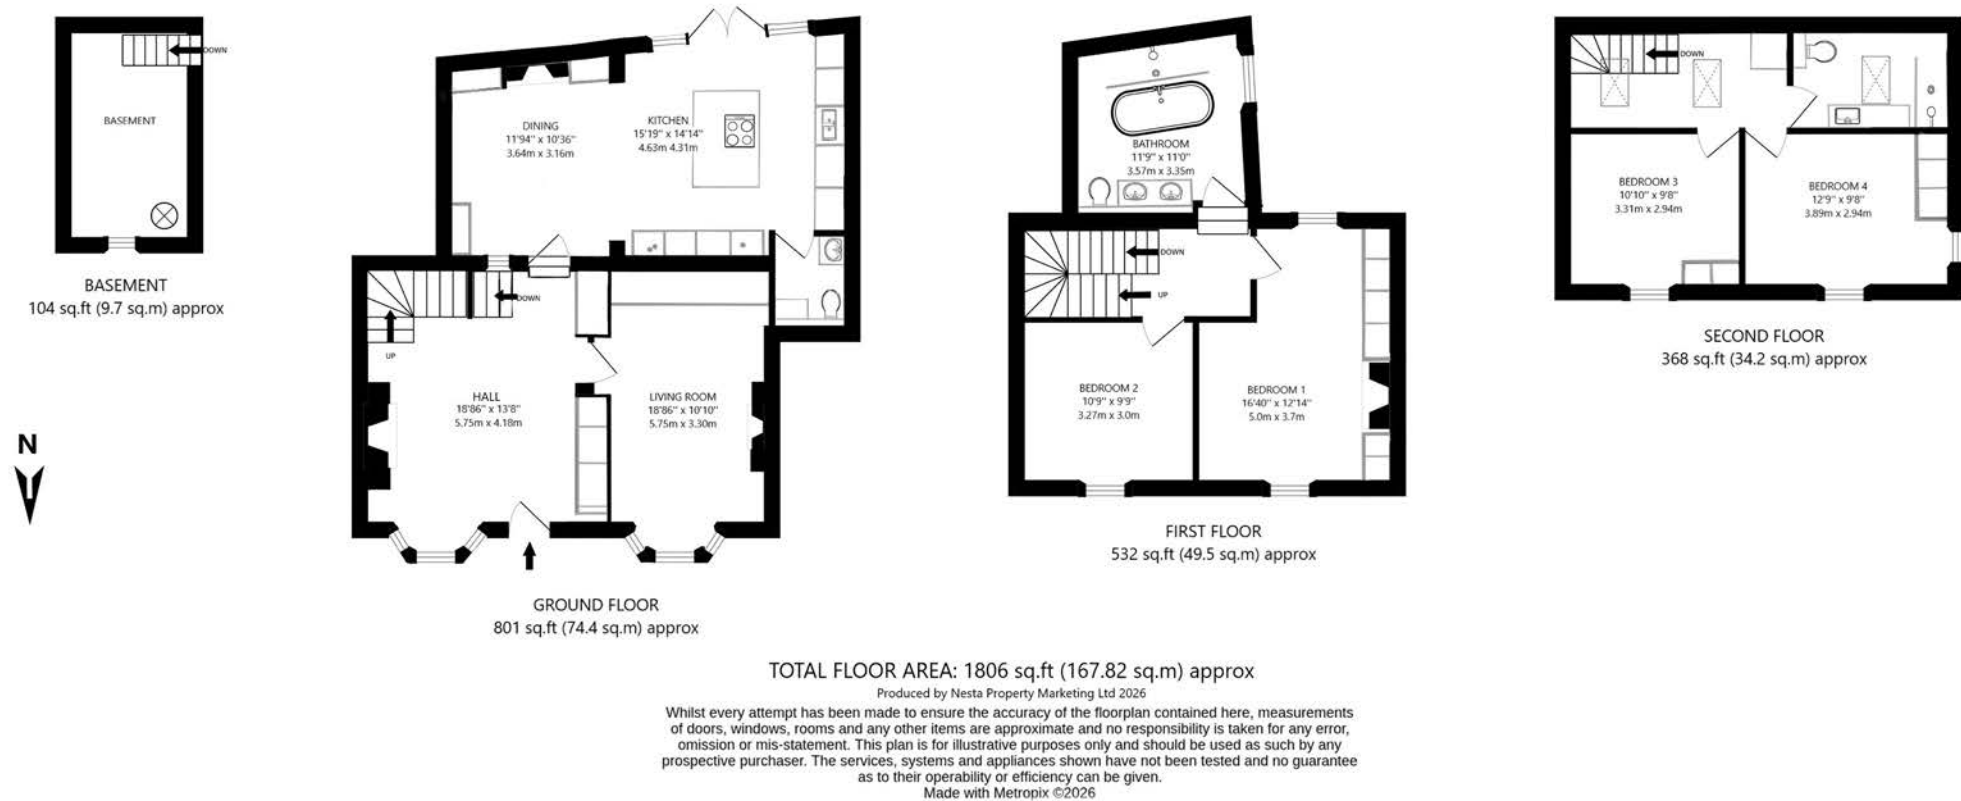 DOWN
BASEMENT
BASEMENT
104 sq.ft (9.7 sq.m) approx
N
DINING
11'94" x 10'36"
3.64m x 3.16m
KITCHEN
15'19" x 14'14"
4.63m 4.31m
DOWN
UP
HALL
18'86" x 13'8"
5.75m x 4.18m
LIVING ROOM
18'86" x 10'10"
5.75m x 3.30m
GROUND FLOOR
801 sq.ft (74.4 sq.m) approx
BATHROOM
11'9" x 11'0"
3.57m x 3.35m
DOWN
UP
BEDROOM 2
10'9" x 9'9"
3.27m x 3.0m
BEDROOM 1
16'40" x 12'14"
5.0m x 3.7m
FIRST FLOOR
532 sq.ft (49.5 sq.m) approx
DOWN
BEDROOM 3
10'10" x 9'8"
3.31m x 2.94m
BEDROOM 4
12'9" x 9'8"
3.89m x 2.94m
SECOND FLOOR
368 sq.ft (34.2 sq.m) approx
TOTAL FLOOR AREA: 1806 sq.ft (167.82 sq.m) approx
Produced by Nesta Property Marketing Ltd 2026
Whilst every attempt has been made to ensure the accuracy of the floorplan contained here, measurements
of doors, windows, rooms and any other items are approximate and no responsibility is taken for any error,
omission or mis-statement. This plan is for illustrative purposes only and should be used as such by any
prospective purchaser. The services, systems and appliances shown have not been tested and no guarantee
as to their operability or efficiency can be given.
Made with Metropix ©2026